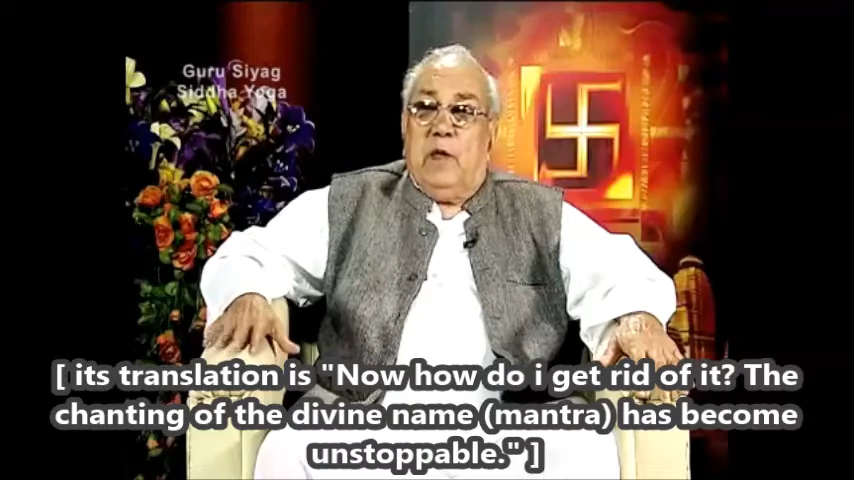 Guru Siyag
Siddha Yoga
[ its translation is "Now how do i get rid of it? The
chanting of the divine name (mantra) has become
unstoppable." ]